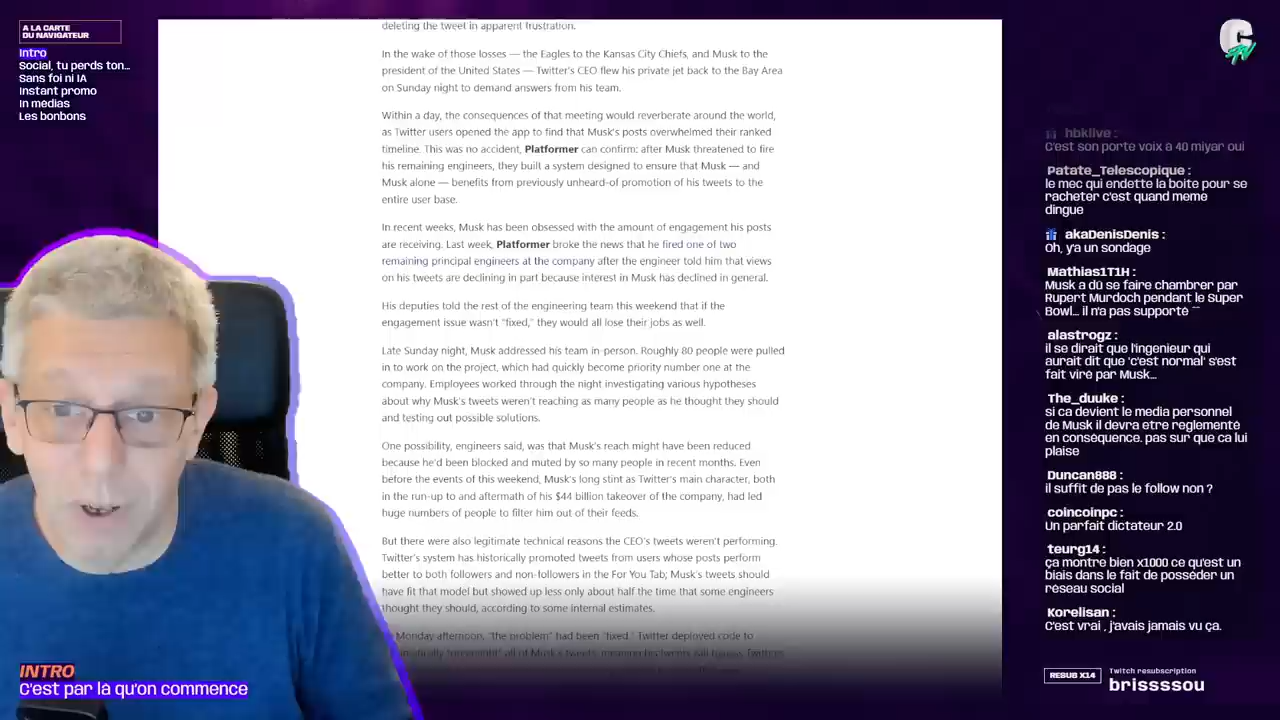 A LA CARTE
DU NAVIGATEUR
Intro
Social, tu perds ton...
Sans foi ni IA
Instant promo
In médias
Les bonbons
deleting the tweet in apparent frustration.
In the wake of those losses — the Eagles to the Kansas City Chiefs, and Musk to the
president of the United States — Twitter's CEO flew his private jet back to the Bay Area
on Sunday night to demand answers from his team.
Within a day, the consequences of that meeting would reverberate around the world,
as Twitter users opened the app to find that Musk's posts overwhelmed their ranked
timeline. This was no accident, Platformer can confirm: after Musk threatened to fire
his remaining engineers, they built a system designed to ensure that Musk — and
Musk alone — benefits from previously unheard-of promotion of his tweets to the
entire user base.
In recent weeks, Musk has been obsessed with the amount of engagement his posts
are receiving. Last week, Platformer broke the news that he fired one of two
remaining principal engineers at the company after the engineer told him that views
on his tweets are declining in part because interest in Musk has declined in general.
His deputies told the rest of the engineering team this weekend that if the
engagement issue wasn't "fixed," they would all lose their jobs as well.
Late Sunday night, Musk addressed his team in-person. Roughly 80 people were pulled
in to work on the project, which had quickly become priority number one at the
company. Employees worked through the night investigating various hypotheses
about why Musk's tweets weren't reaching as many people as he thought they should
and testing out possible solutions.
One possibility, engineers said, was that Musk's reach might have been reduced
because he'd been blocked and muted by so many people in recent months. Even
before the events of this weekend, Musk's long stint as Twitter's main character, both
in the run-up to and aftermath of his $44 billion takeover of the company, had led
huge numbers of people to filter him out of their feeds.
But there were also legitimate technical reasons the CEO's tweets weren't performing.
Twitter's system has historically promoted tweets from users whose posts perform
better to both followers and non-followers in the For You Tab; Musk's tweets should
have fit that model but showed up less only about half the time that some engineers
thought they should, according to some internal estimates.
Monday afternoon, "the problem" had been "fixed." Twitter deployed code to
all of Musk's tweets, meaning
hbklive :
C'est son porte voix à 40 miyar oui
Patate_Telescopique :
le mec qui endette la boite pour se
racheter c'est quand meme
dingue
akaDenisDenis :
Oh, y'a un sondage
Mathias1T1H :
Musk a dû se faire chambrer par
Rupert Murdoch pendant le Super
Bowl... il n'a pas supporté ^^
alastrogz :
il se dirait que l'ingenieur qui
aurait dit que 'c'est normal' s'est
fait viré par Musk...
The_duuke :
si ca devient le media personnel
de Musk il devra etre reglementé
en conséquence. pas sur que ca lui
plaise
Duncan888 :
il suffit de pas le follow non ?
coincoinpc :
Un parfait dictateur 2.0
teurg14 :
ça montre bien x1000 ce qu'est un
biais dans le fait de posséder un
réseau social
Korelisan :
C'est vrai , j'avais jamais vu ça.
RESUB X14
Twitch resubscription
brissssou
INTRO
C'est par là qu'on commence
C
TV